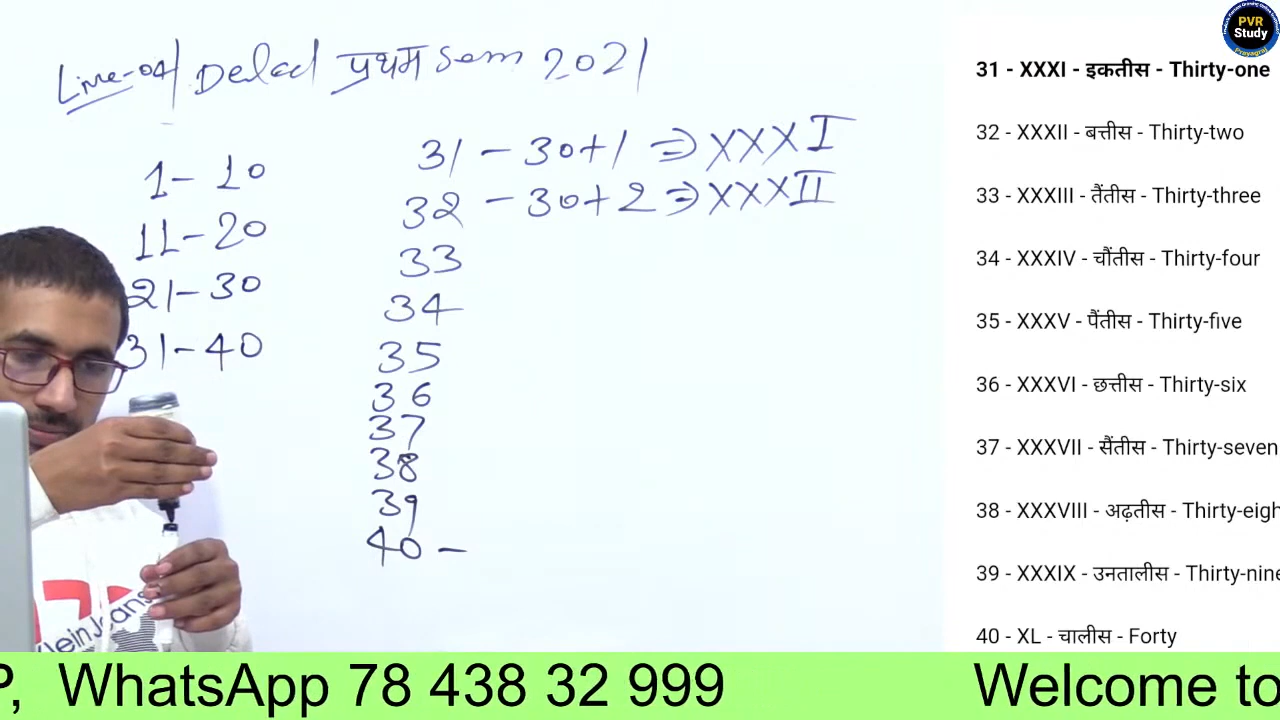 Live-04/ Deled प्रथम Sem 2021
1- 10
11-20
21-30
31-40
31 - 30+1 ⇒ XXXI
32 - 30+2 ⇒ XXXII
33
34
35
36
37
38
39
40 -
PVR
Study
Prayagraj
31 - XXXI - इकतीस - Thirty-one
32 - XXXII - बत्तीस - Thirty-two
33 - XXXIII - तैंतीस - Thirty-three
34 - XXXIV - चौंतीस - Thirty-four
35 - XXXV - पैंतीस - Thirty-five
36 - XXXVI - छत्तीस - Thirty-six
37 - XXXVII - सैंतीस - Thirty-seven
38 - XXXVIII - अढ़तीस - Thirty-eigh
39 - XXXIX - उनतालीस - Thirty-nine
40 - XL - चालीस - Forty
Klein Jeans
P, WhatsApp 78 438 32 999 Welcome to